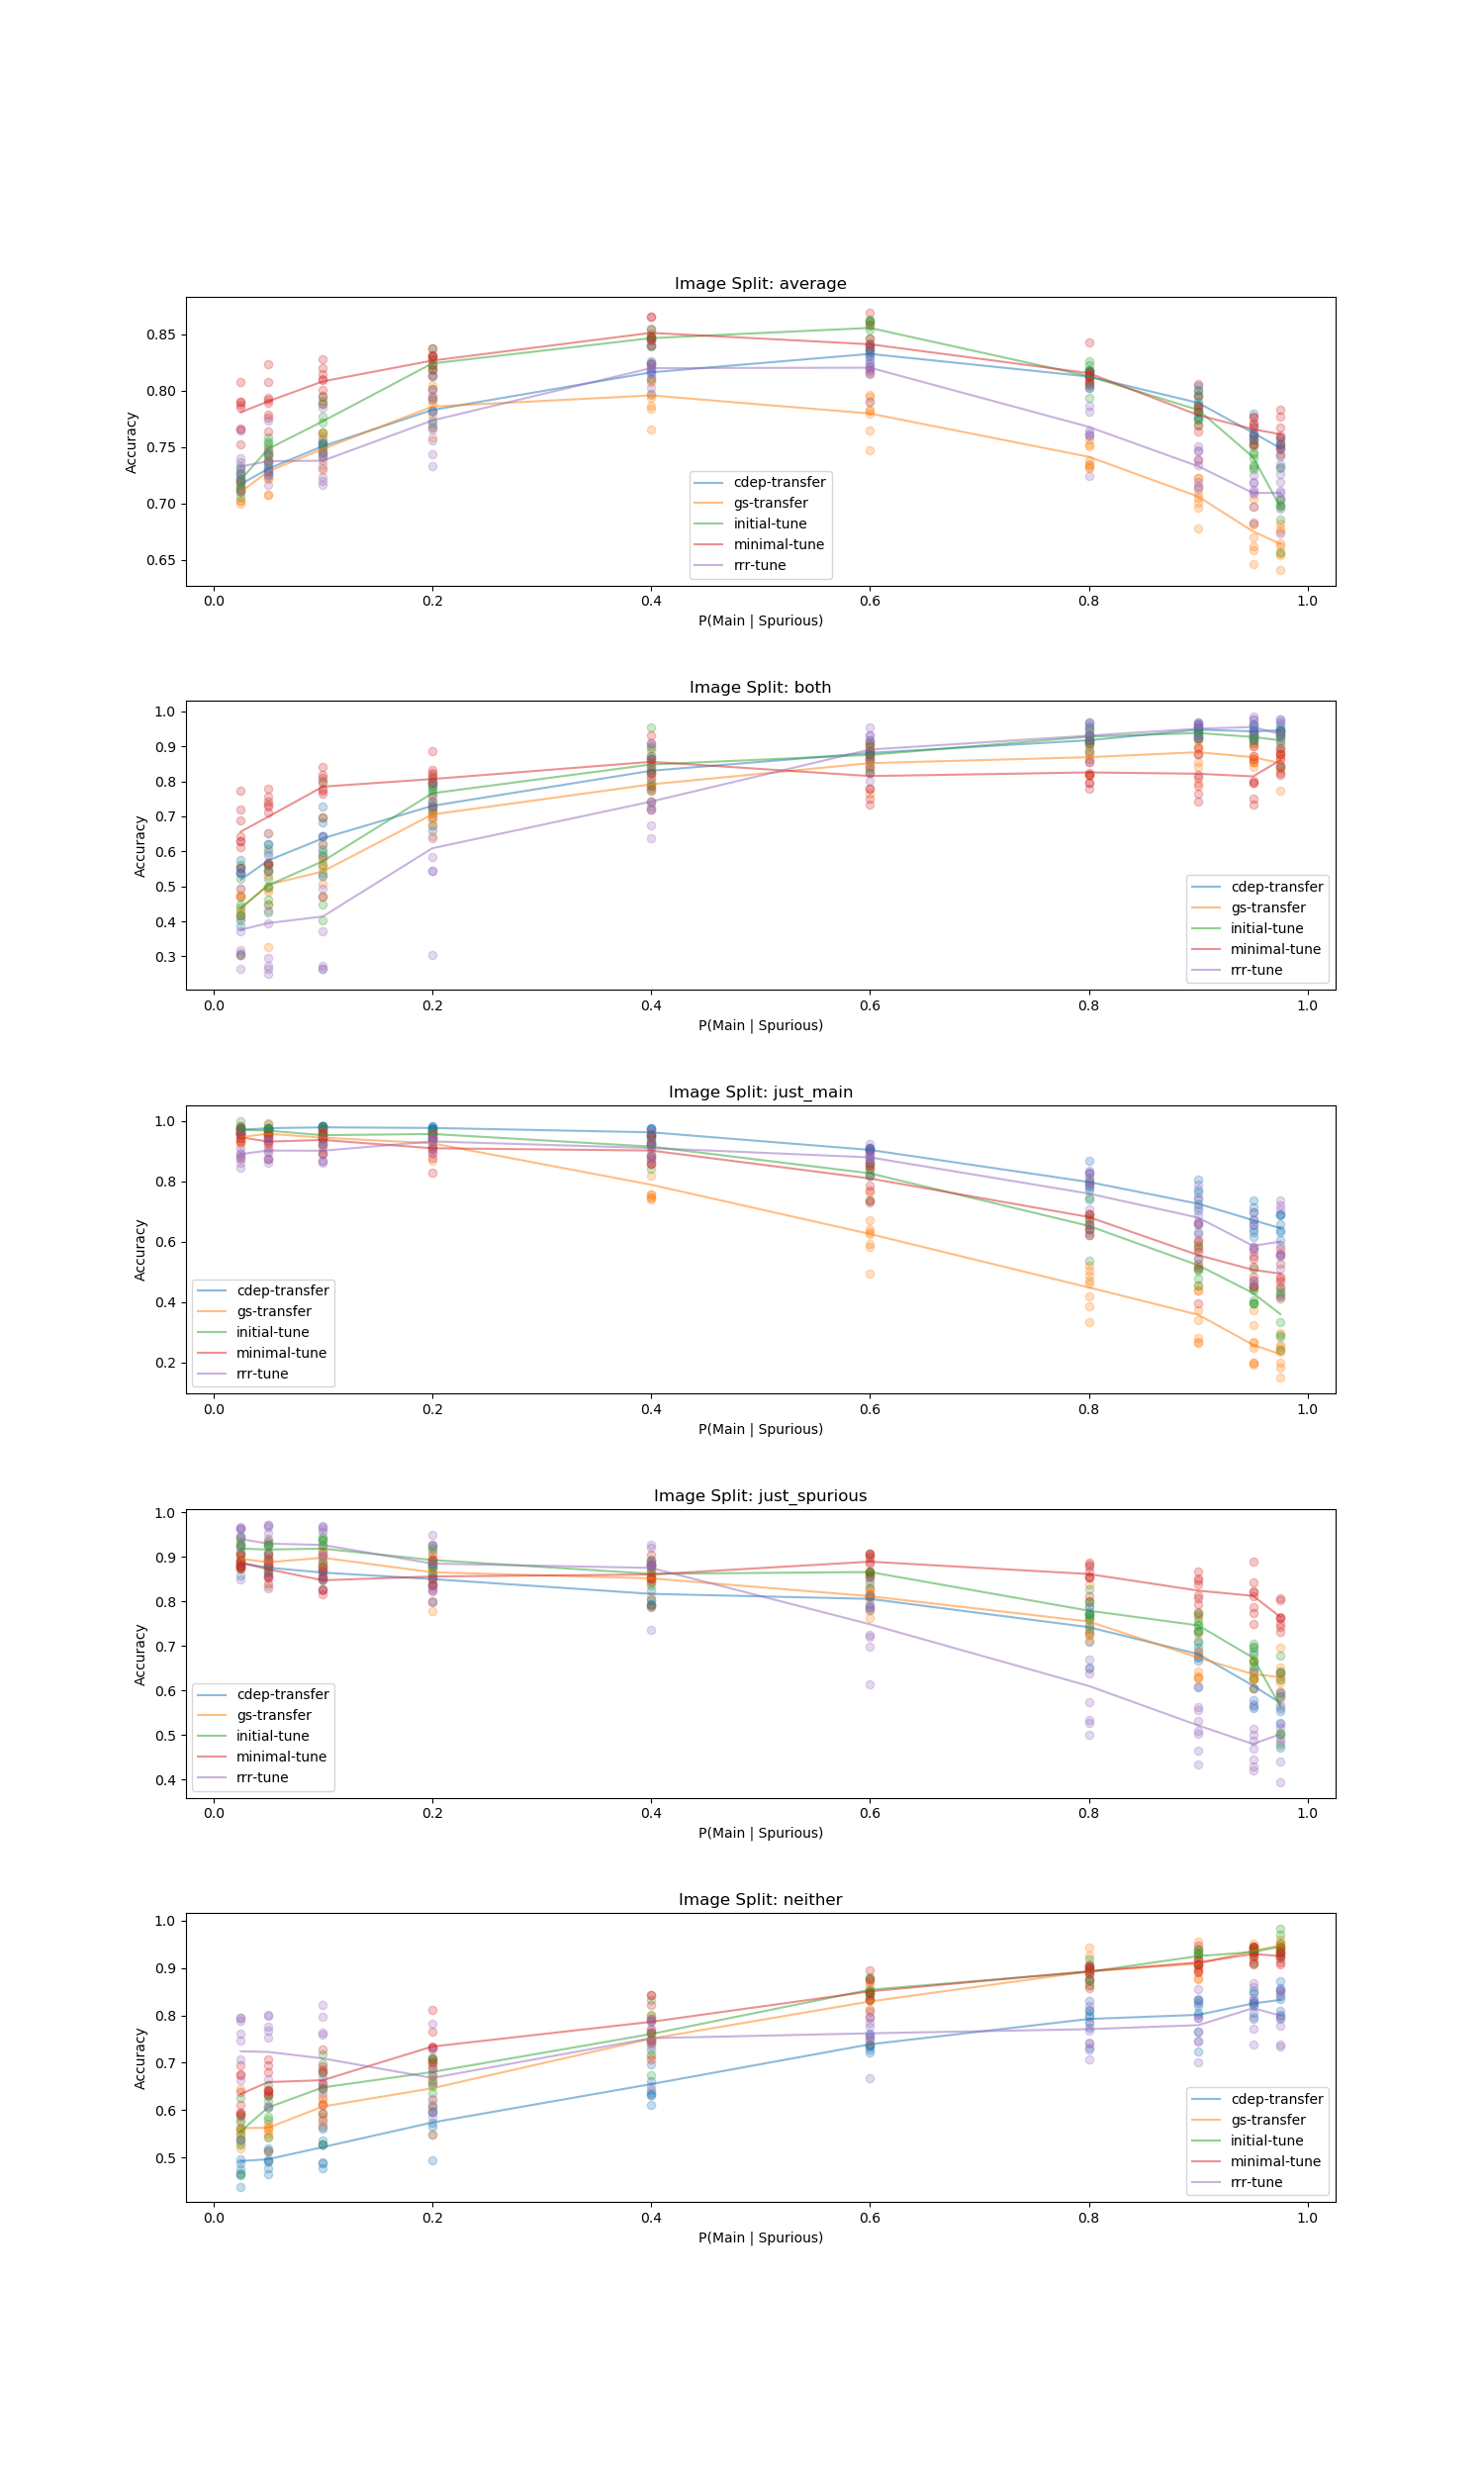 Image Split: average
Accuracy
0.85
0.80
0.75
0.70
0.65
cdep-transfer
gs-transfer
initial-tune
minimal-tune
rrr-tune
0.0 0.2 0.4 0.6 0.8 1.0
P(Main | Spurious)
Image Split: both
Accuracy
1.0
0.9
0.8
0.7
0.6
0.5
0.4
0.3
cdep-transfer
gs-transfer
initial-tune
minimal-tune
rrr-tune
0.0 0.2 0.4 0.6 0.8 1.0
P(Main | Spurious)
Image Split: just_main
Accuracy
1.0
0.8
0.6
0.4
0.2
cdep-transfer
gs-transfer
initial-tune
minimal-tune
rrr-tune
0.0 0.2 0.4 0.6 0.8 1.0
P(Main | Spurious)
Image Split: just_spurious
Accuracy
1.0
0.9
0.8
0.7
0.6
0.5
0.4
cdep-transfer
gs-transfer
initial-tune
minimal-tune
rrr-tune
0.0 0.2 0.4 0.6 0.8 1.0
P(Main | Spurious)
Image Split: neither
Accuracy
1.0
0.9
0.8
0.7
0.6
0.5
cdep-transfer
gs-transfer
initial-tune
minimal-tune
rrr-tune
0.0 0.2 0.4 0.6 0.8 1.0
P(Main | Spurious)